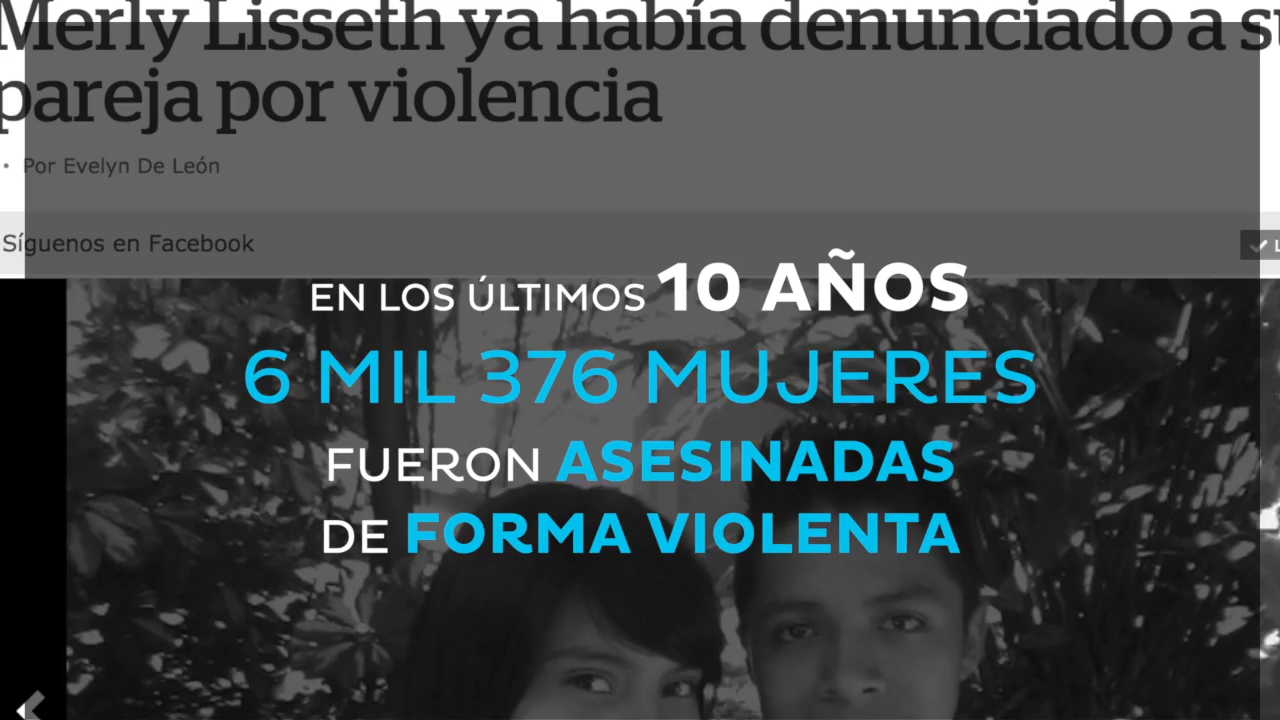 Merly Lisseth ya había denunciado a su
pareja por violencia
• Por Evelyn De León
Síguenos en Facebook
EN LOS ÚLTIMOS 10 AÑOS
6 MIL 376 MUJERES
FUERON ASESINADAS
DE FORMA VIOLENTA